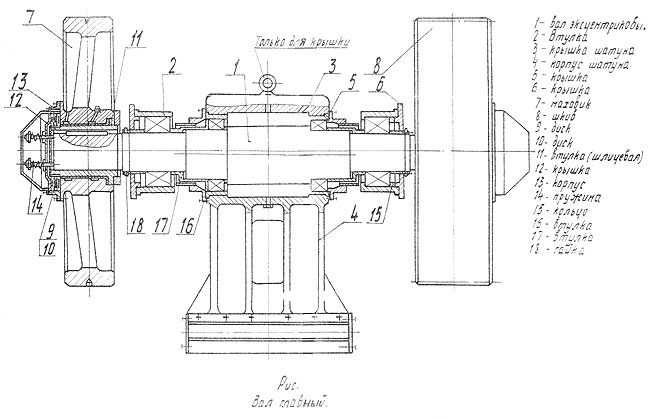 7
11
Только для крышки
2
1
3
5
8
6
13
12
14
9
10
18
17
16
4
15
1- вал эксцентриковы.
2- Втулка
3- крышка шатуна
4- корпус шатуна
5- крышка
6- крышка
7- маховик
8- шкив
9- диск
10- диск
11- втулка (шлицевая)
12- крышка
13- корпус
14- пружина
15- кольцо
16- втулка
17- втулка
18- гайка
Рис.
Вал главный.